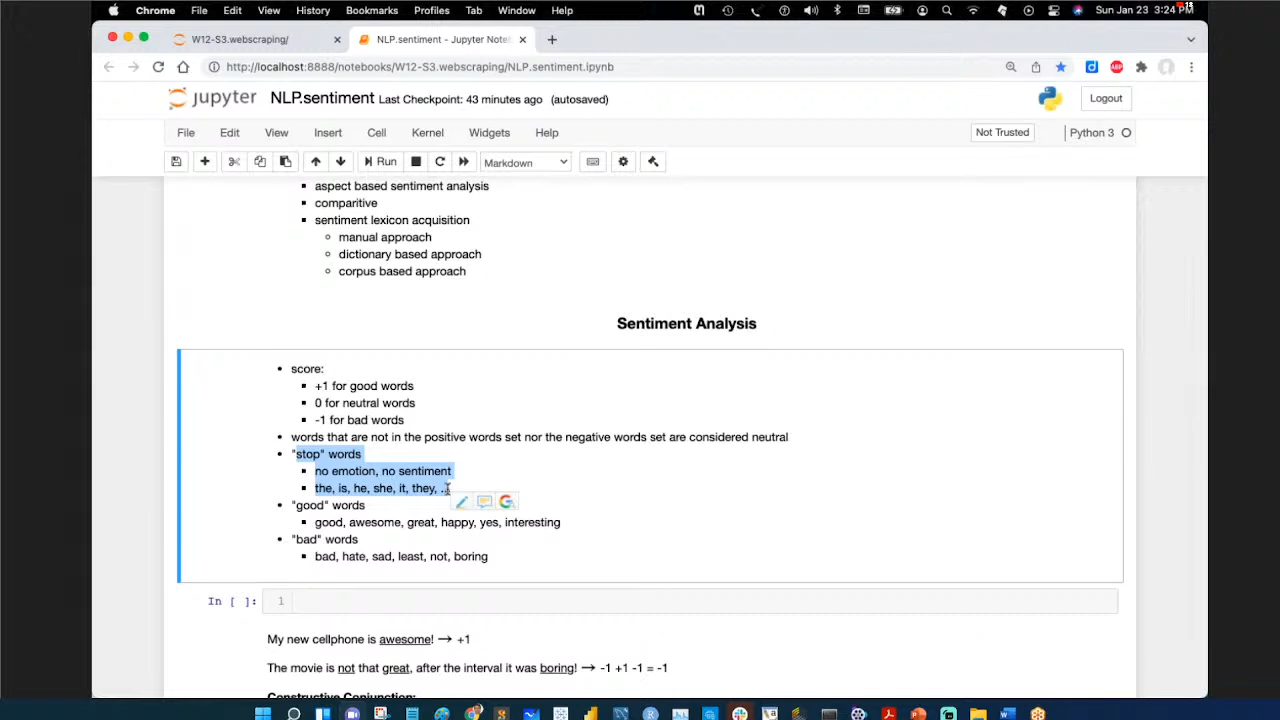 Chrome File Edit View History Bookmarks Profiles Tab Window Help Sun Jan 23 3:24 PM
W12-S3.webscraping/ NLP.sentiment - Jupyter Note
http://localhost:8888/notebooks/W12-S3.webscraping/NLP.sentiment.ipynb
jupyter NLP.sentiment Last Checkpoint: 43 minutes ago (autosaved) Logout
File Edit View Insert Cell Kernel Widgets Help Not Trusted Python 3
Run Markdown
aspect based sentiment analysis
comparitive
sentiment lexicon acquisition
manual approach
dictionary based approach
corpus based approach
Sentiment Analysis
score:
+1 for good words
0 for neutral words
-1 for bad words
words that are not in the positive words set nor the negative words set are considered neutral
"stop" words
no emotion, no sentiment
the, is, he, she, it, they, ..
"good" words
good, awesome, great, happy, yes, interesting
"bad" words
bad, hate, sad, least, not, boring
In [ ]: 1
My new cellphone is awesome! → +1
The movie is not that great, after the interval it was boring! → -1 +1 -1 = -1
Constructive Conjunction: